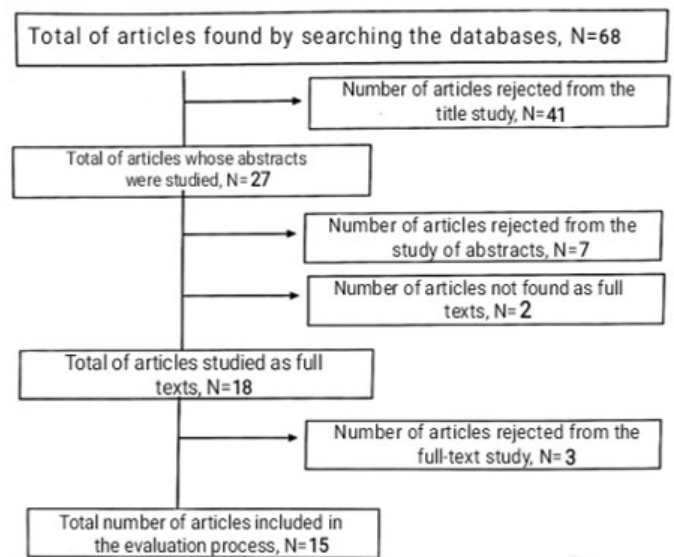 Total of articles found by searching the databases, N=68
Number of articles rejected from the
title study, N=41
Total of articles whose abstracts
were studied, N=27
Number of articles rejected from the
study of abstracts, N=7
Number of articles not found as full
texts, N=2
Total of articles studied as full
texts, N=18
Number of articles rejected from the
full-text study, N=3
Total number of articles included in
the evaluation process, N=15